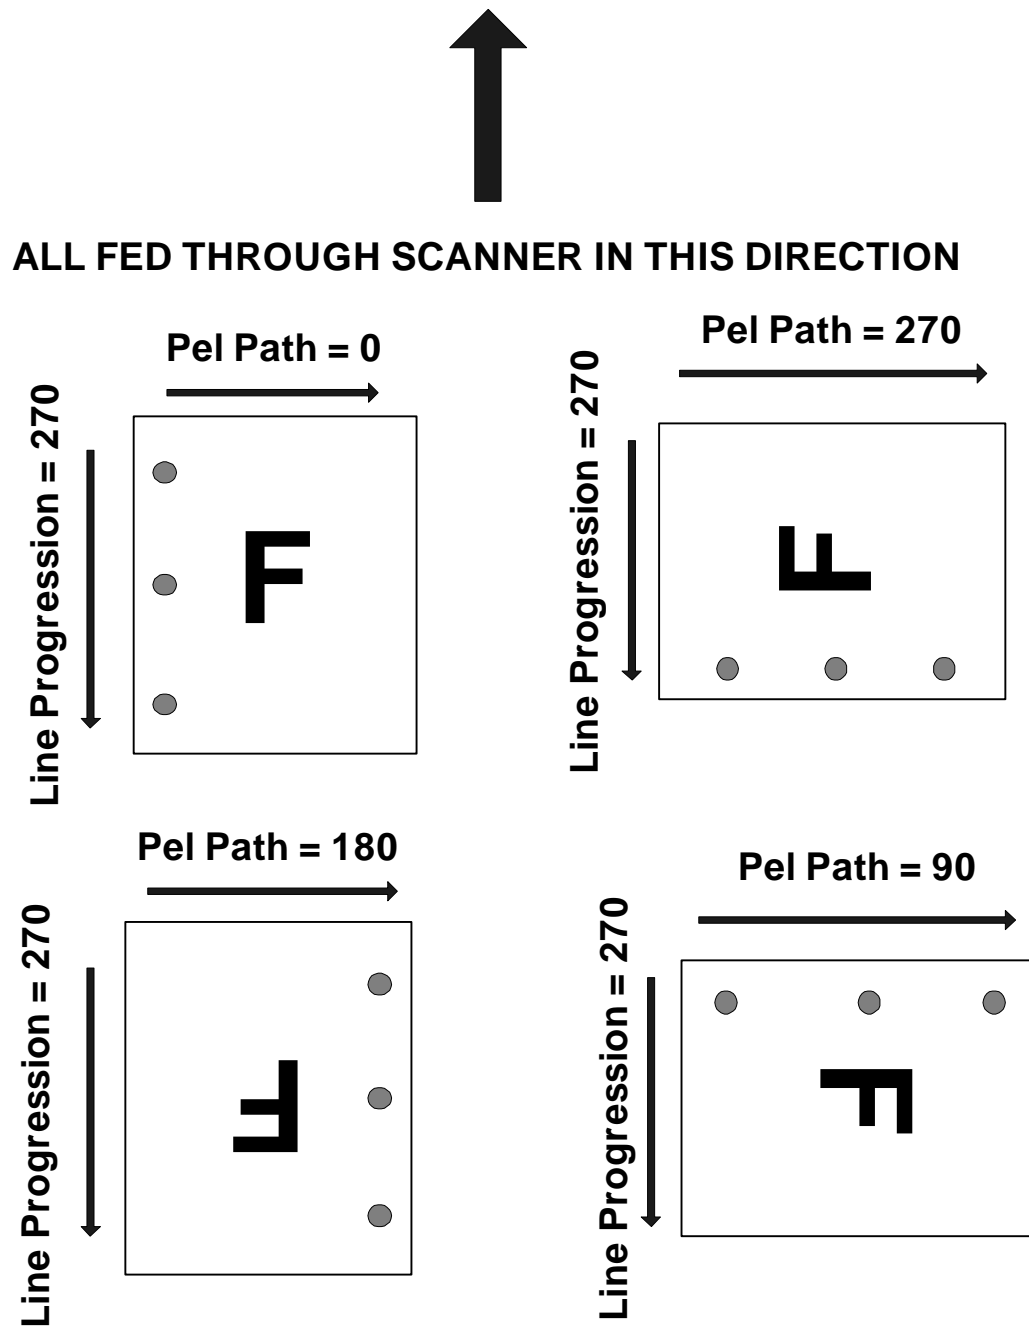 ALL FED THROUGH SCANNER IN THIS DIRECTION
Pel Path = 0
Line Progression = 270
F
Pel Path = 270
Line Progression = 270
F
Pel Path = 180
Line Progression = 270
F
Pel Path = 90
Line Progression = 270
F